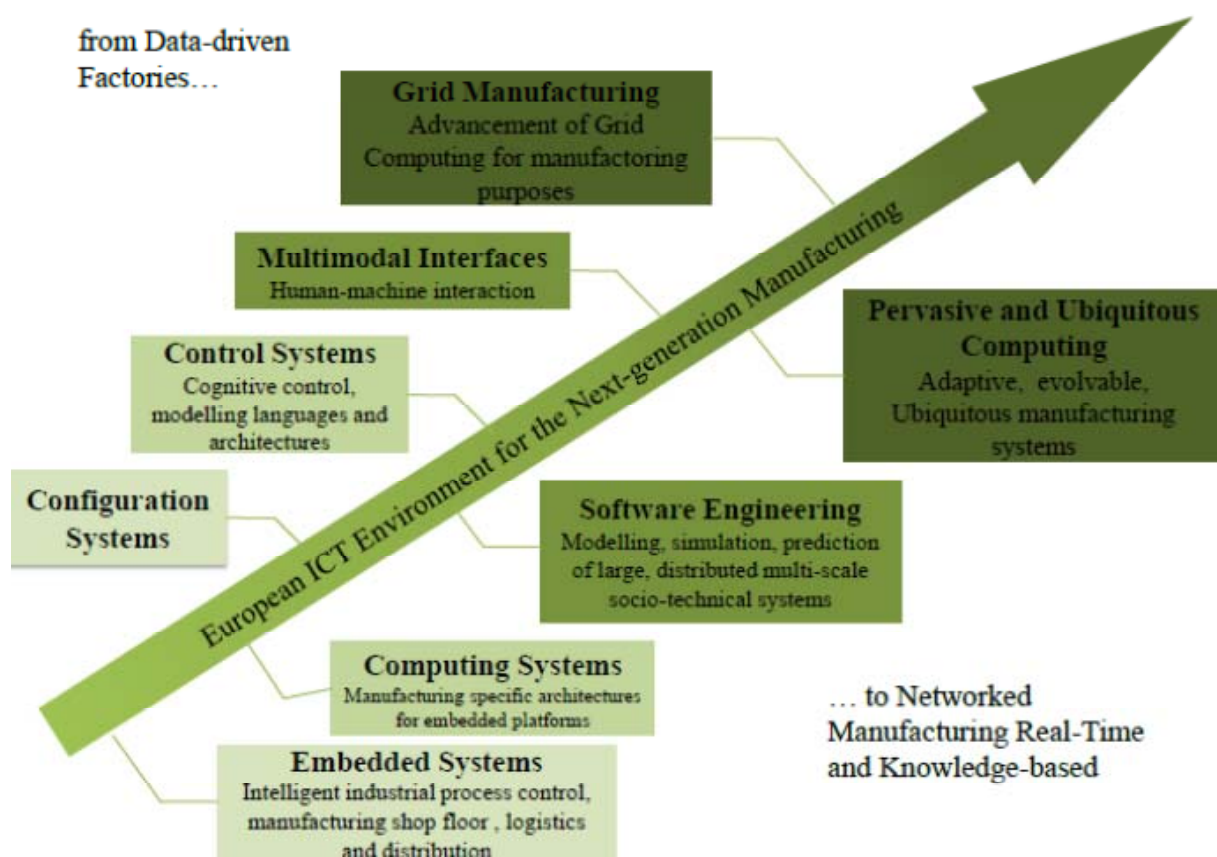 from Data-driven
Factories…
Grid Manufacturing
Advancement of Grid
Computing for manufactoring
purposes
Multimodal Interfaces
Human-machine interaction
Pervasive and Ubiquitous
Computing
Adaptive, evolvable,
Ubiquitous manufacturing
systems
Control Systems
Cognitive control,
modelling languages and
architectures
Configuration
Systems
European ICT Environment for the Next-generation Manufacturing
Software Engineering
Modelling, simulation, prediction
of large, distributed multi-scale
socio-technical systems
Computing Systems
Manufacturing specific architectures
for embedded platforms
… to Networked
Manufacturing Real-Time
and Knowledge-based
Embedded Systems
Intelligent industrial process control,
manufacturing shop floor , logistics
and distribution